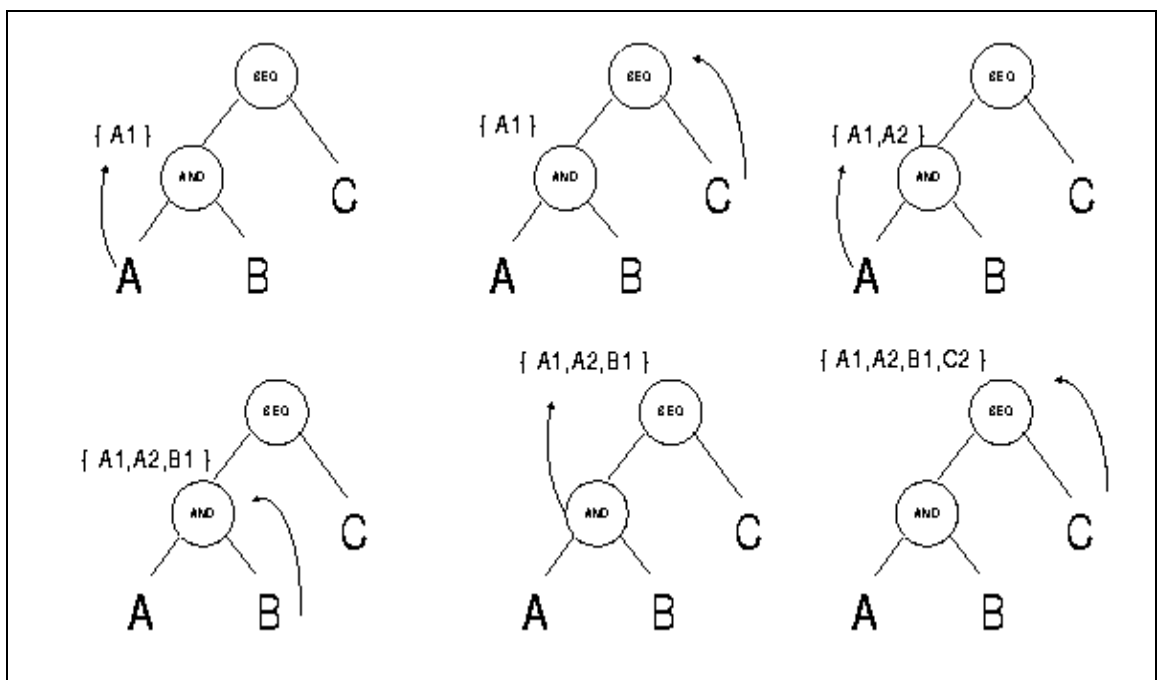 SEQ SEQ SEQ
{ A1 } { A1 } { A1,A2 }
AND C AND C AND C
A B A B A B
{ A1,A2,B1 } { A1,A2,B1,C2 }
SEQ SEQ SEQ
{ A1,A2,B1 }
AND C AND C AND C
A B A B A B